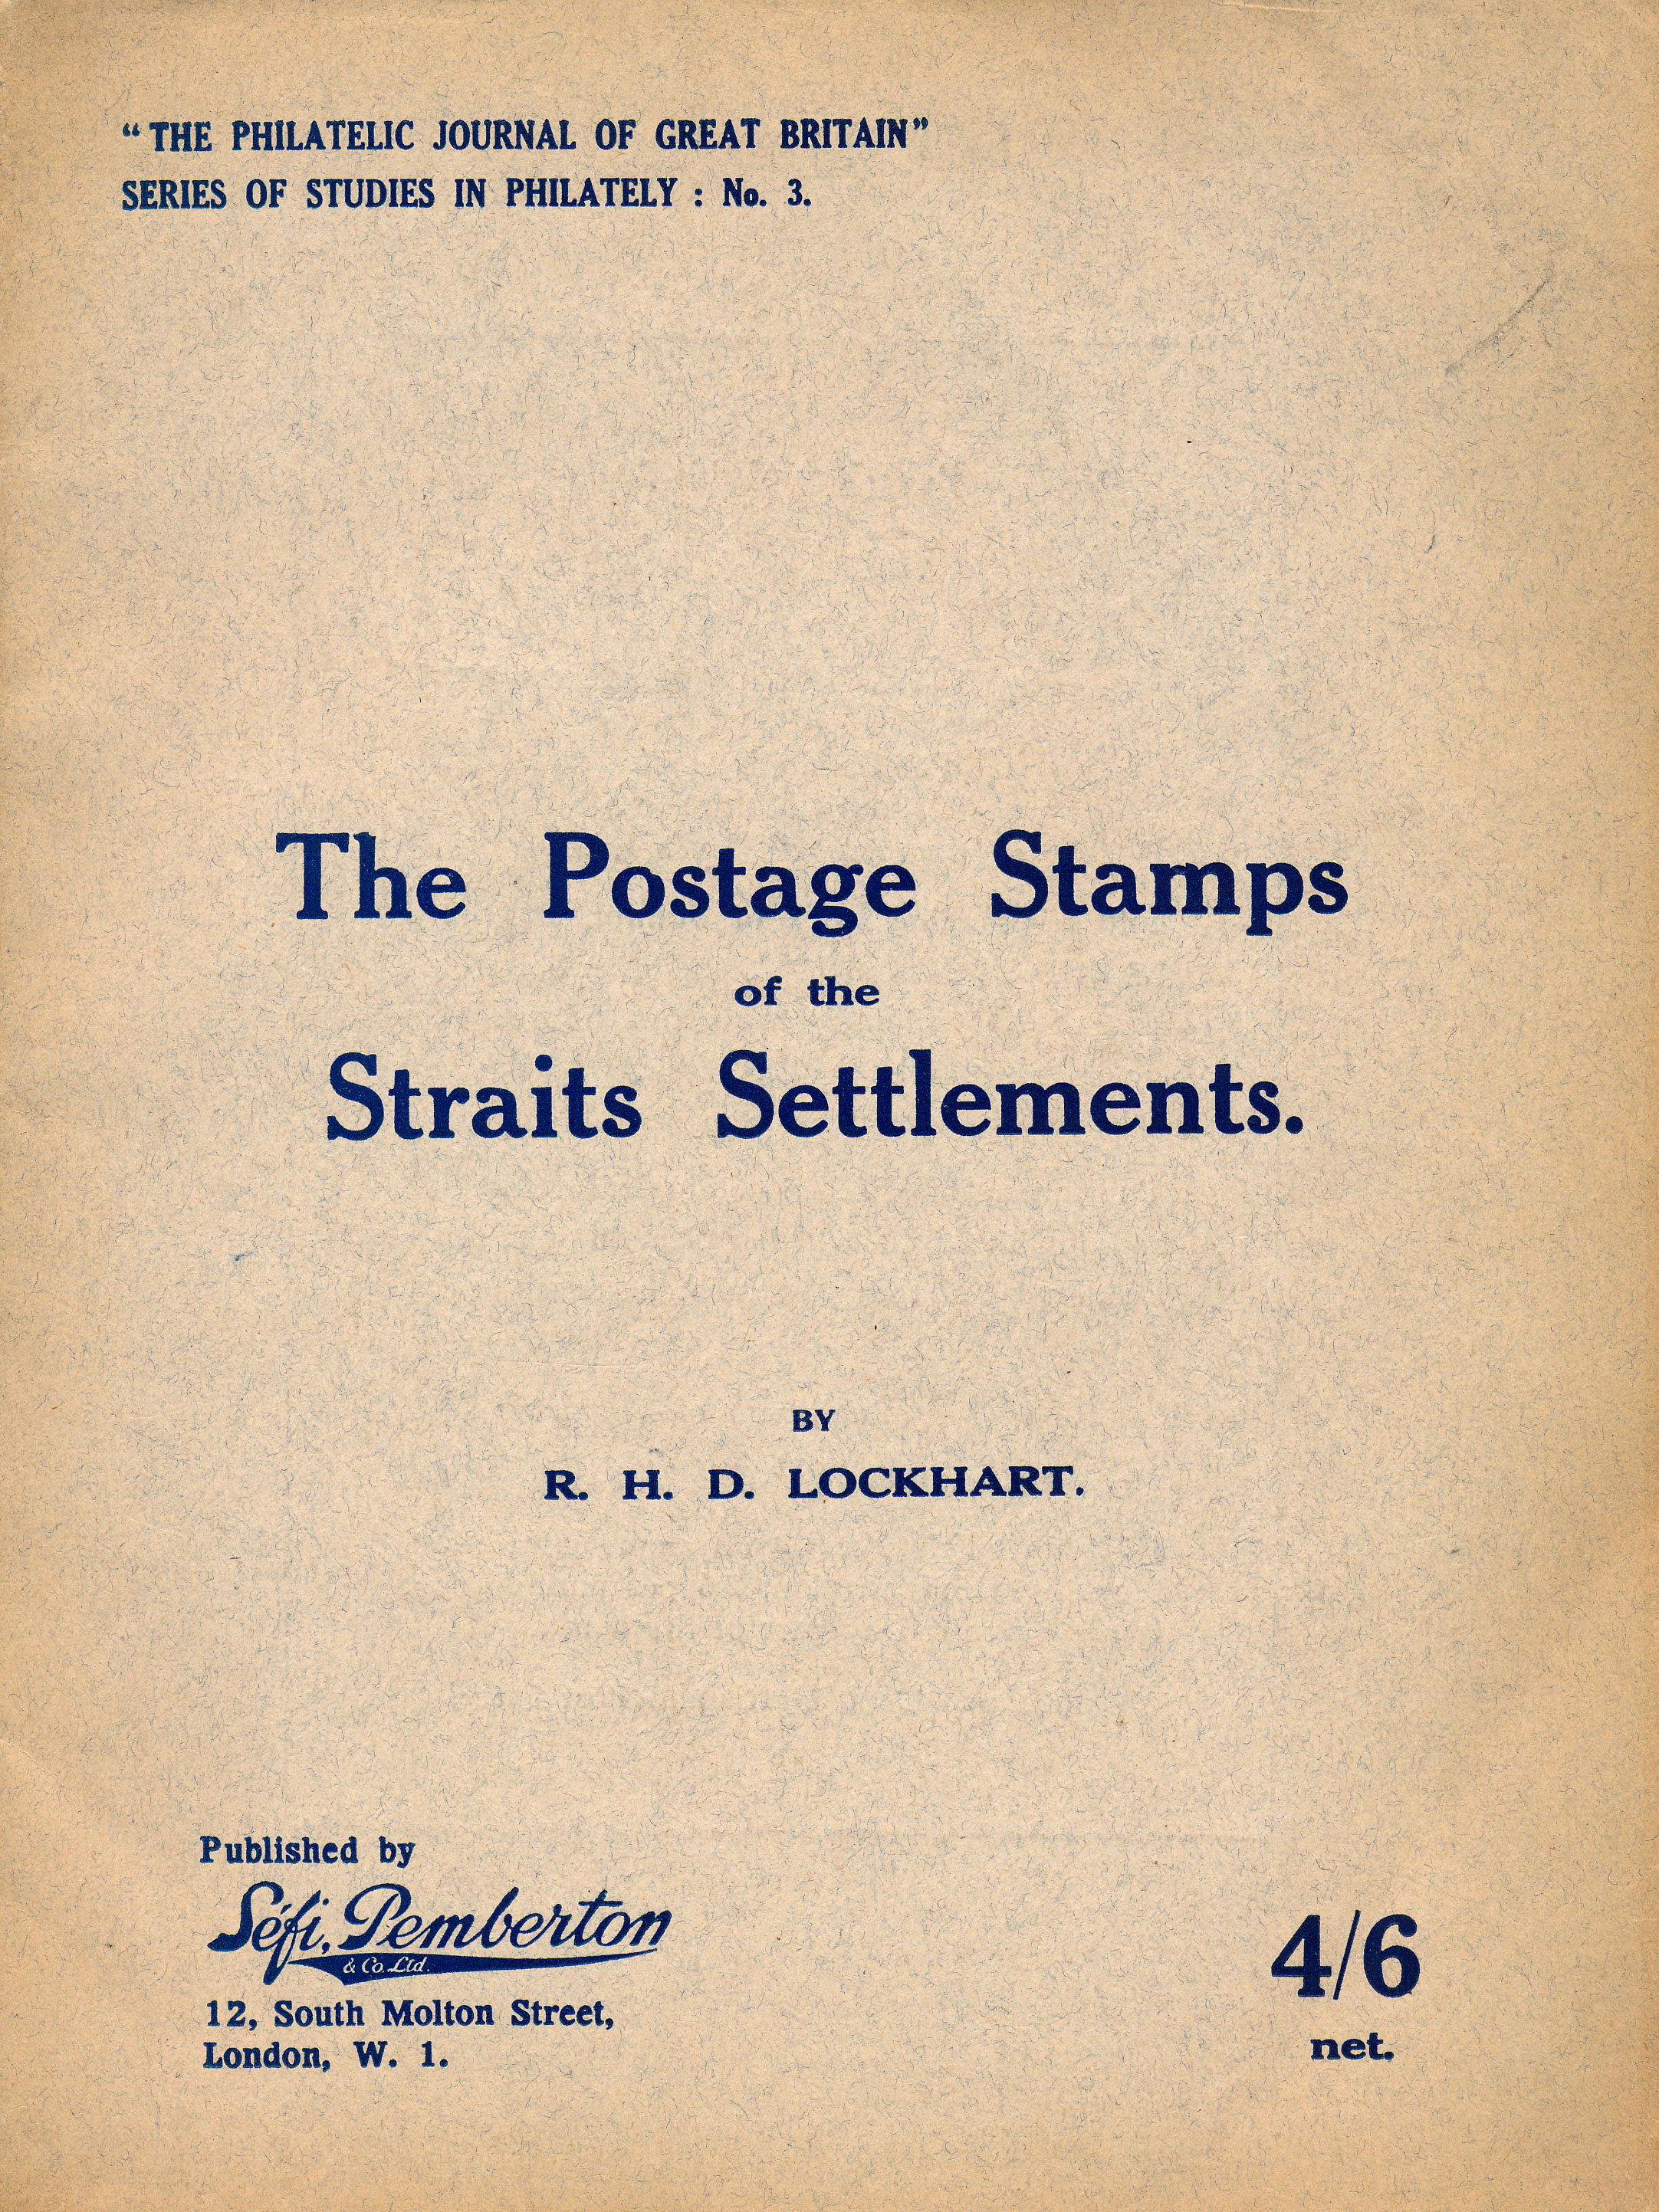 “THE PHILATELIC JOURNAL OF GREAT BRITAIN”
SERIES OF STUDIES IN PHILATELY : No. 3.
The Postage Stamps
of the
Straits Settlements.
BY
R. H. D. LOCKHART.
Published by
Séfi, Pemberton
& Co. Ltd.
12, South Molton Street,
London, W. 1.
4/6
net.